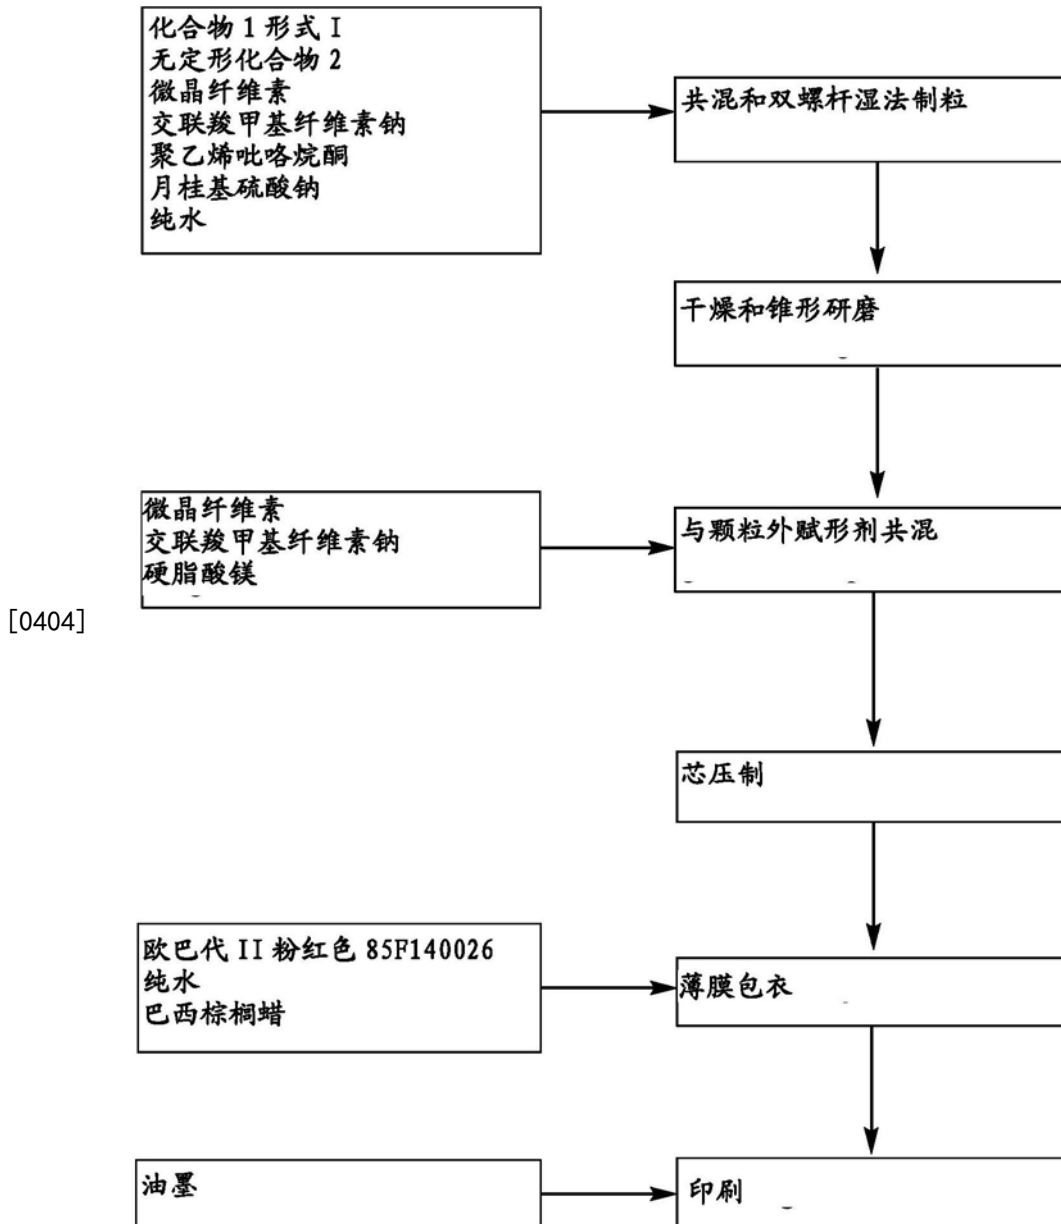 化合物 1 形式 I
无定形化合物 2
微晶纤维素
交联羧甲基纤维素钠
聚乙烯吡咯烷酮
月桂基硫酸钠
纯水
共混和双螺杆湿法制粒
干燥和锥形研磨
微晶纤维素
交联羧甲基纤维素钠
硬脂酸镁
与颗粒外赋形剂共混
[0404]
芯压制
欧巴代 II 粉红色 85F140026
纯水
巴西棕榈蜡
薄膜包衣
油墨
印刷